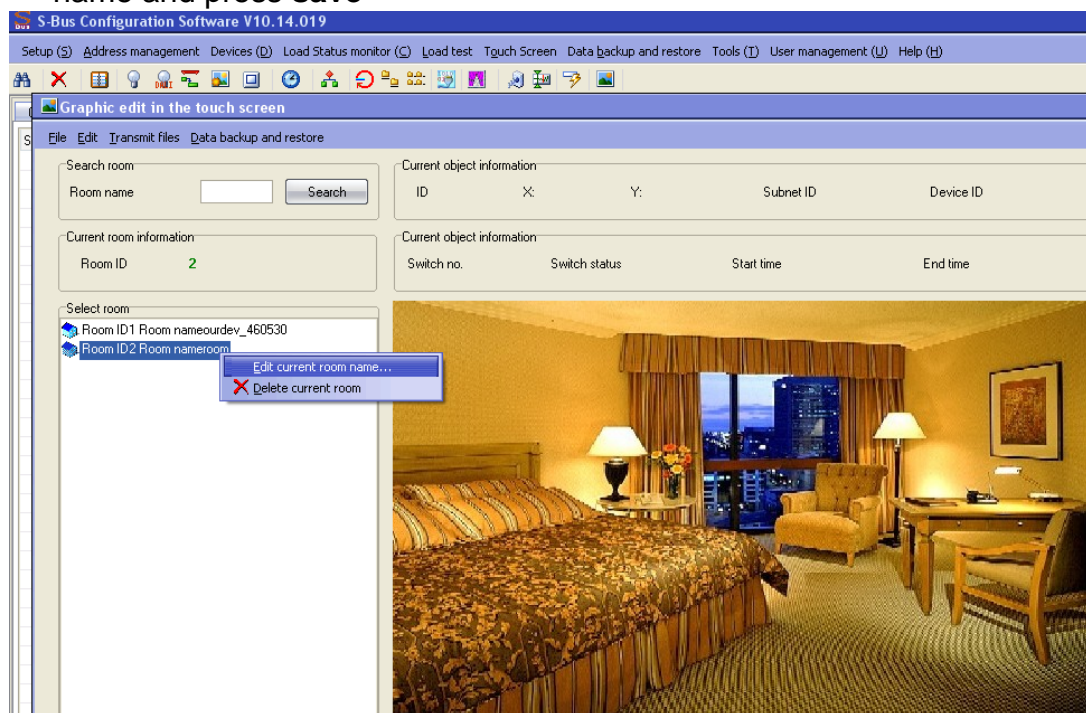 name and press Save
S-Bus Configuration Software V10.14.019
Setup (S) Address management Devices (D) Load Status monitor (C) Load test Touch Screen Data backup and restore Tools (T) User management (U) Help (H)
Graphic edit in the touch screen
File Edit Transmit files Data backup and restore
Search room
Room name Search
Current object information
ID X: Y: Subnet ID Device ID
Current room information
Room ID 2
Current object information
Switch no. Switch status Start time End time
Select room
Room ID1 Room nameourdev_460530
Room ID2 Room nameroom
Edit current room name...
Delete current room